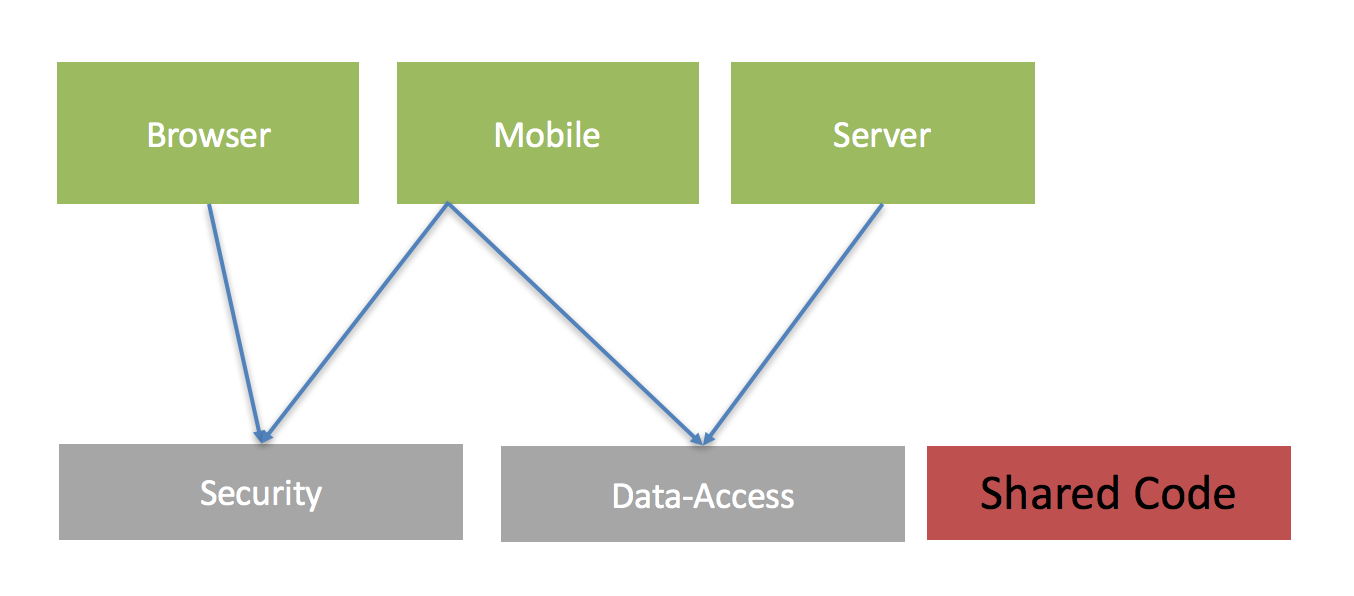 Browser
Mobile
Server
Security
Data-Access
Shared Code